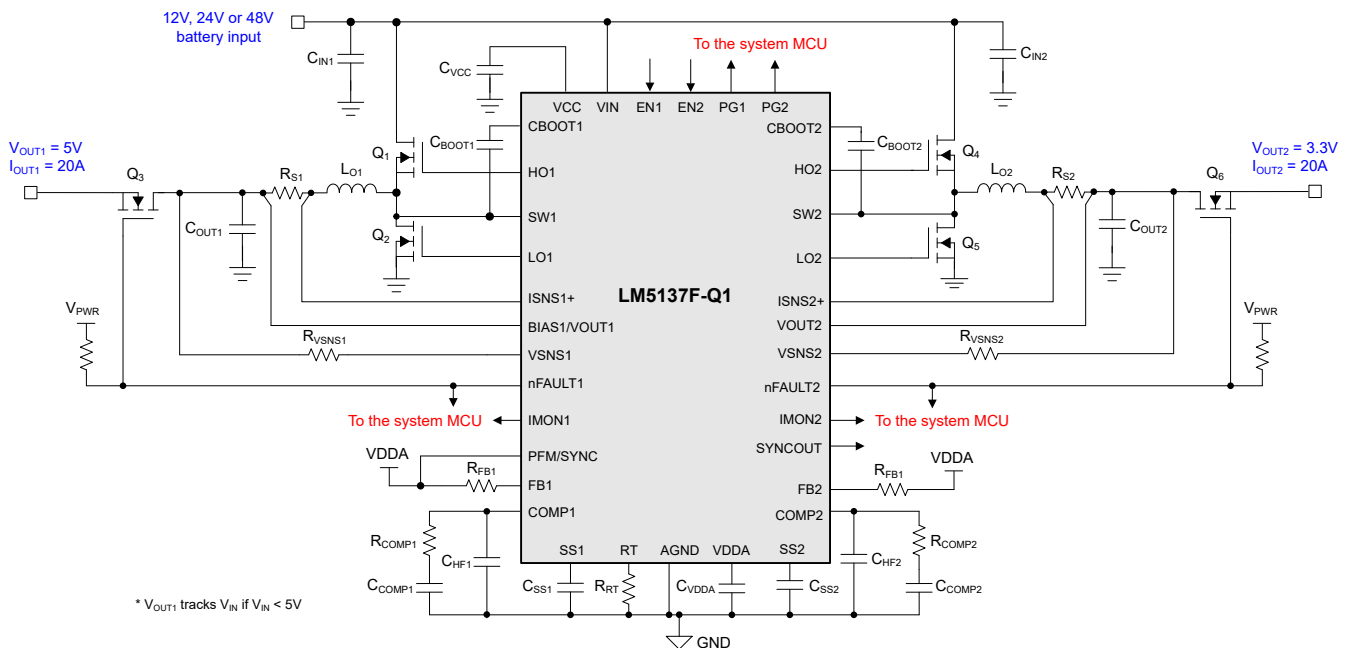 12V, 24V or 48V
battery input
CIN1
CVCC
To the system MCU
CIN2
VCC
VIN
EN1
EN2
PG1
PG2
CBOOT1
CBOOT2
CBOOT1
CBOOT2
VOUT1 = 5V
IOUT1 = 20A
Q3
RS1
LO1
Q1
HO1
HO2
Q4
LO2
RS2
Q6
VOUT2 = 3.3V
IOUT2 = 20A
SW1
SW2
COUT1
Q2
LO1
LO2
Q5
COUT2
LM5137F-Q1
ISNS1+
ISNS2+
VPWR
BIAS1/VOUT1
VOUT2
VPWR
RVSNS1
VSNS1
VSNS2
RVSNS2
nFAULT1
nFAULT2
To the system MCU
IMON1
IMON2
To the system MCU
SYNCOUT
VDDA
PFM/SYNC
RFB1
FB1
FB2
RFB1
VDDA
COMP1
COMP2
RCOMP1
CHF1
SS1
RT
AGND
VDDA
SS2
CHF2
RCOMP2
CCOMP1
CSS1
RRT
CVDDA
CSS2
CCOMP2
* VOUT1 tracks VIN if VIN < 5V
GND